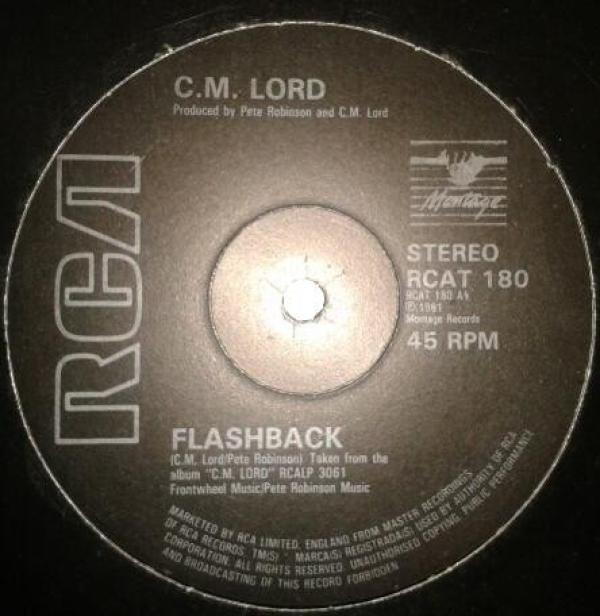 C.M. LORD
Produced by Pete Robinson and C.M. Lord
RCA
Montage
STEREO
RCAT 180
RCAT 180 A
Ⓟ1981
Montage Records
45 RPM
FLASHBACK
(C.M. Lord/Pete Robinson) Taken from the
album "C.M. LORD" RCALP 3061
Frontwheel Music/Pete Robinson Music
MARKETED BY RCA LIMITED, ENGLAND FROM MASTER RECORDINGS
OF RCA RECORDS. TM(S) · MARCA(S) REGISTRADA(S) USED BY AUTHORITY OF RCA
CORPORATION. ALL RIGHTS RESERVED. UNAUTHORISED COPYING, PUBLIC PERFORMANCE
AND BROADCASTING OF THIS RECORD FORBIDDEN